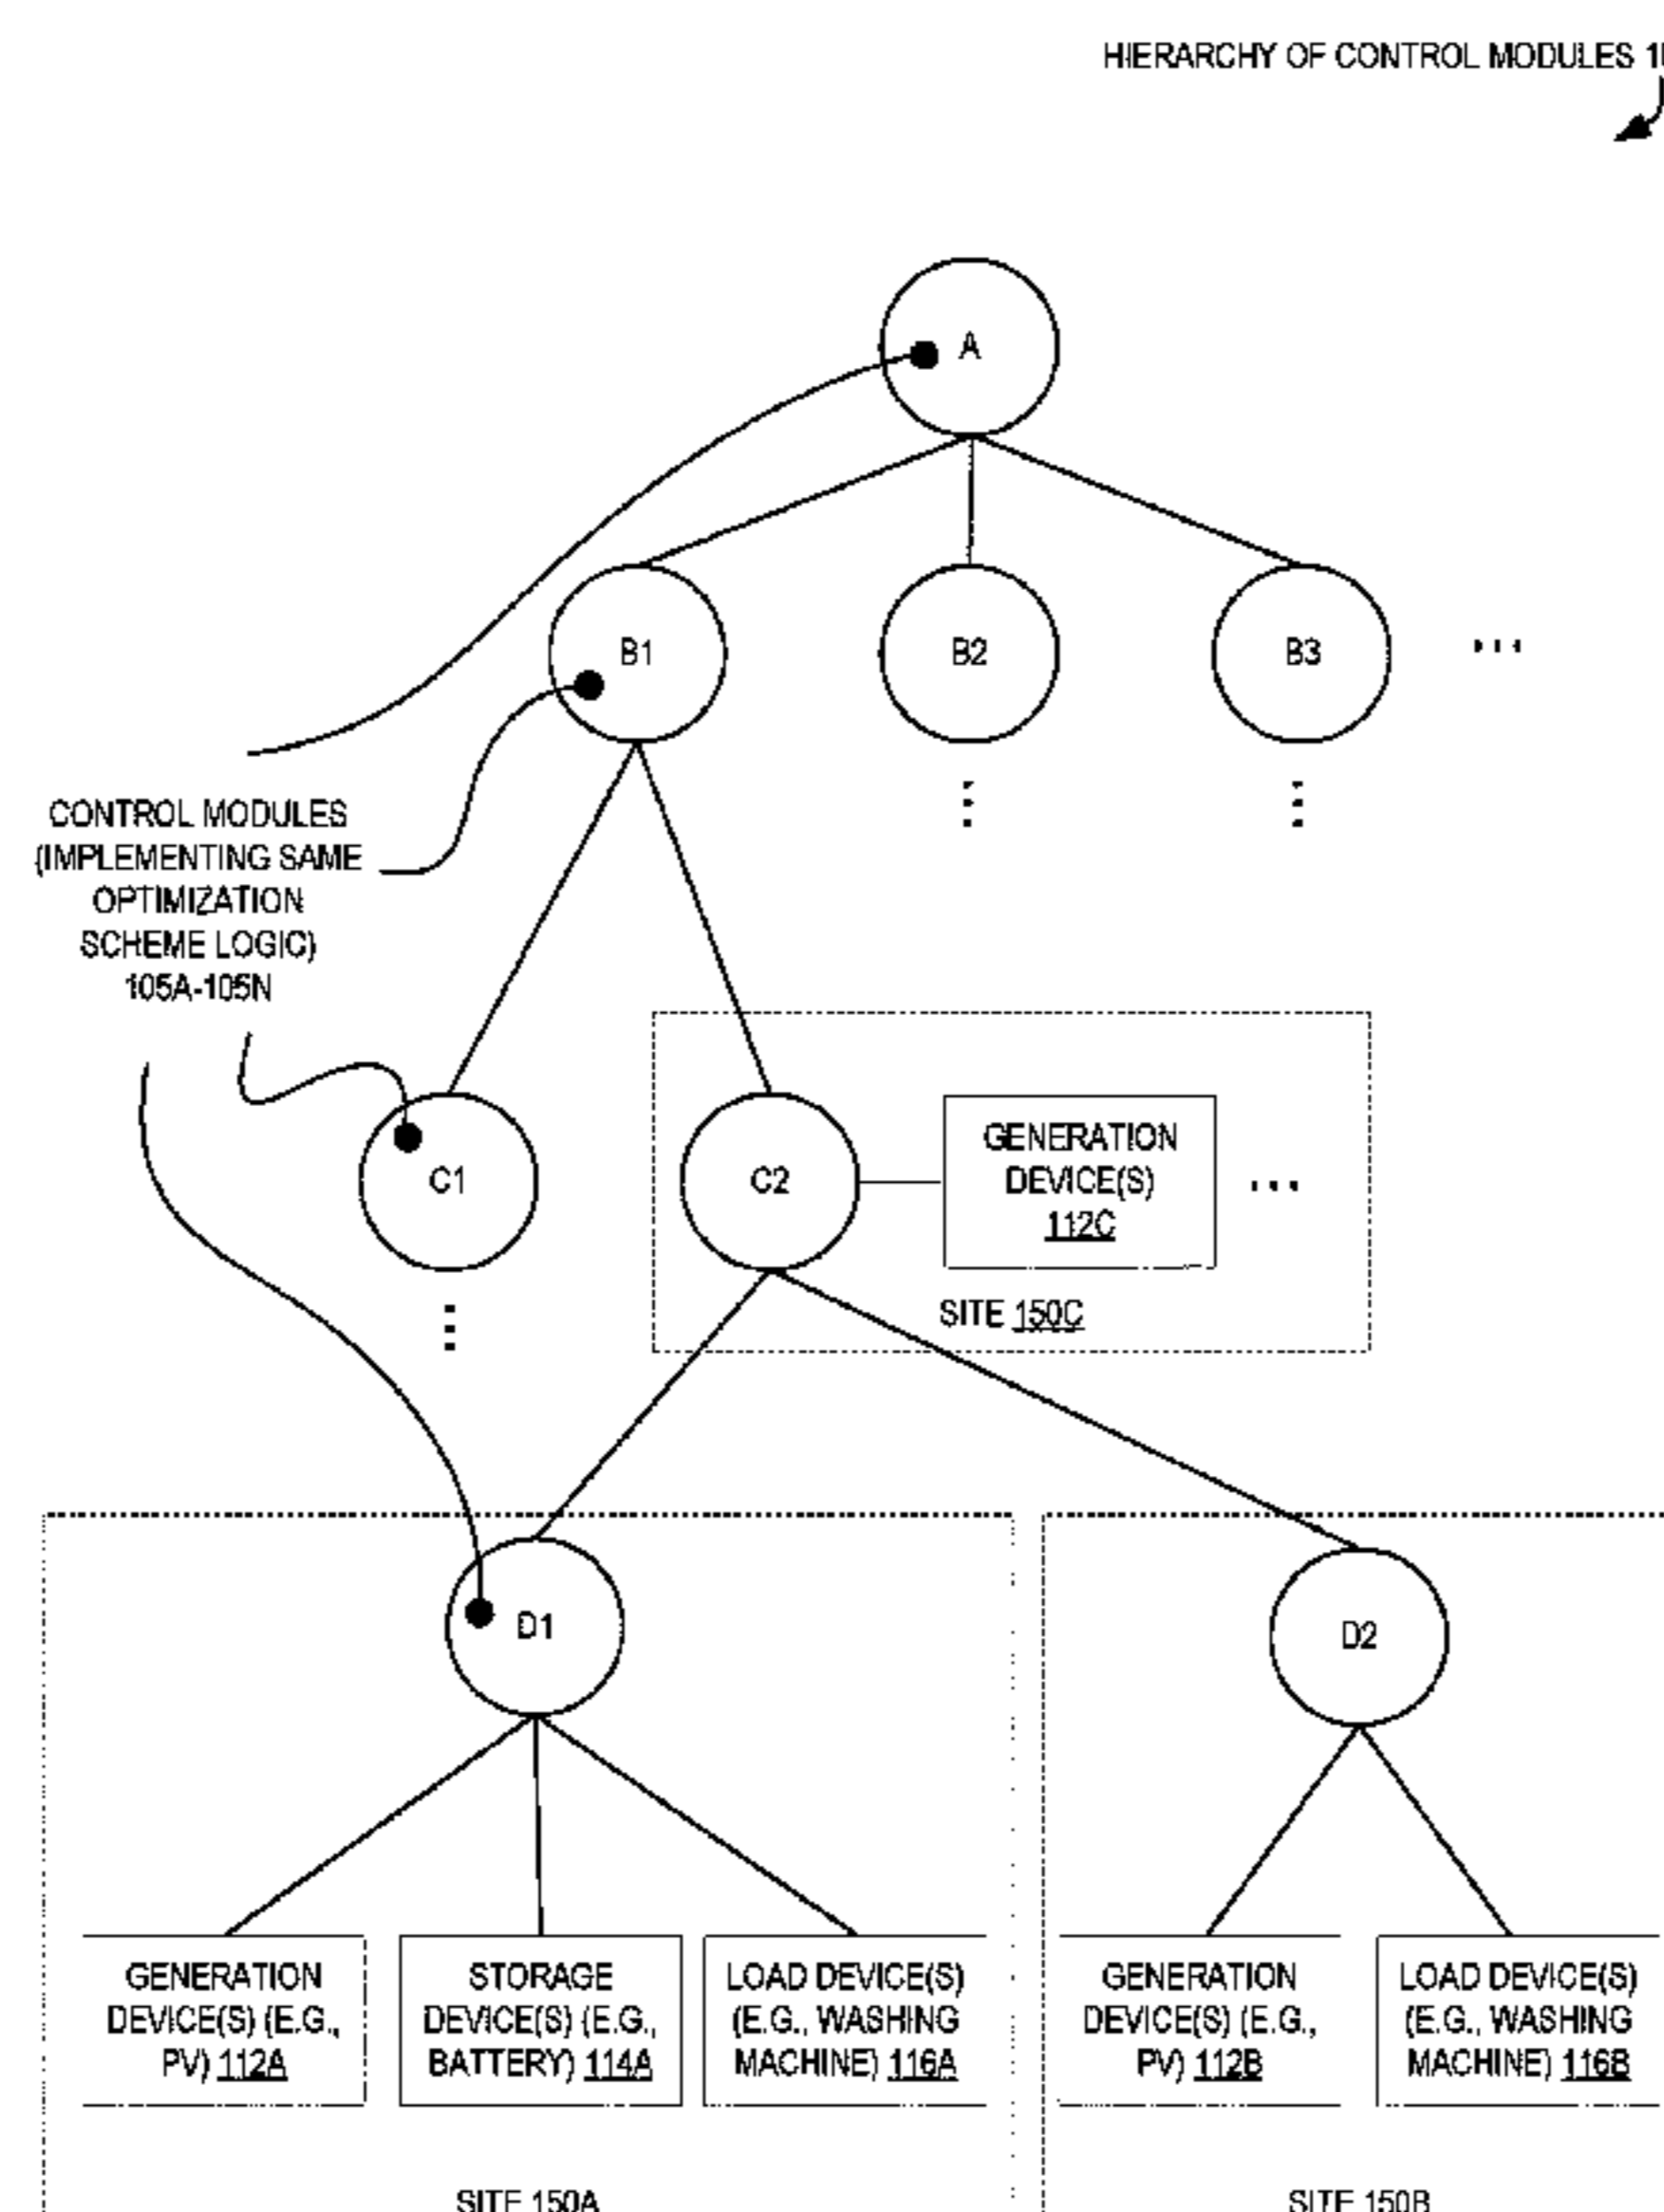 HIERARCHY OF CONTROL MODULES
A
B1
B2
B3
...
CONTROL MODULES
(IMPLEMENTING SAME
OPTIMIZATION
SCHEME LOGIC)
105A-105N
C1
C2
GENERATION
DEVICE(S)
112C
...
SITE 150C
D1
D2
GENERATION
DEVICE(S) (E.G.,
PV) 112A
STORAGE
DEVICE(S) (E.G.,
BATTERY) 114A
LOAD DEVICE(S)
(E.G., WASHING
MACHINE) 116A
GENERATION
DEVICE(S) (E.G.,
PV) 112B
LOAD DEVICE(S)
(E.G., WASHING
MACHINE) 116B
SITE 150A
SITE 150B